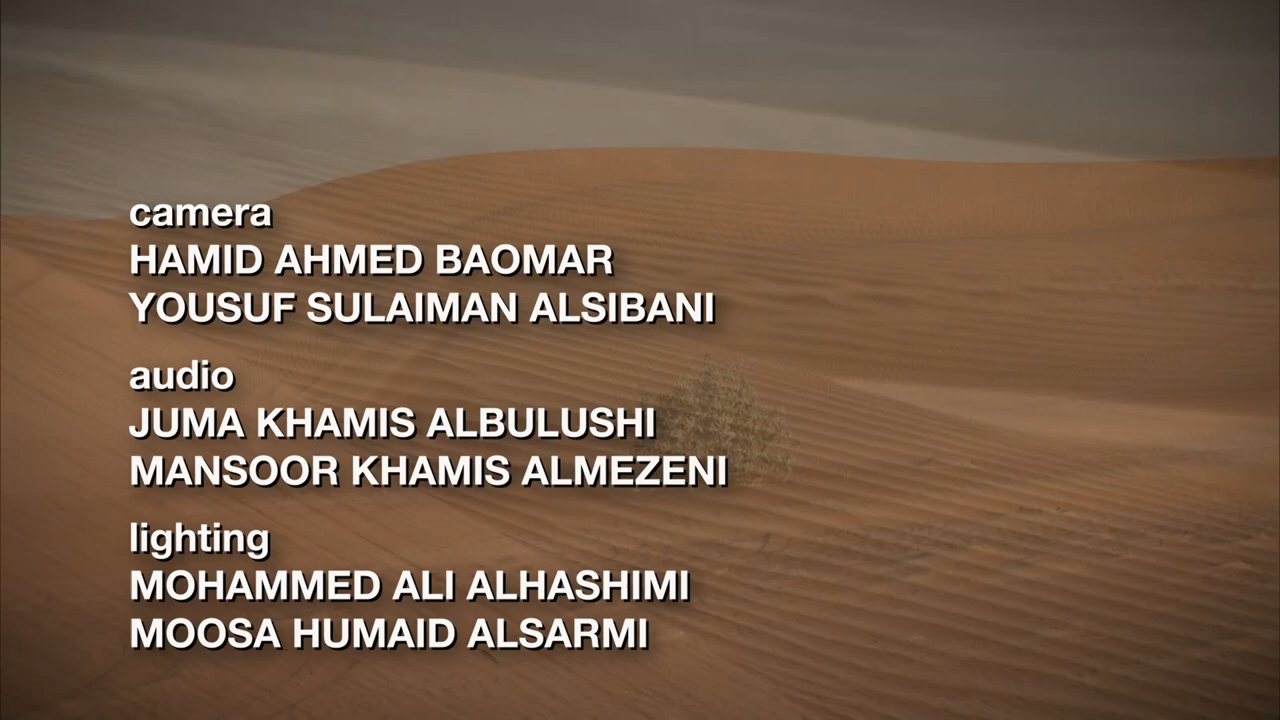 camera
HAMID AHMED BAOMAR
YOUSUF SULAIMAN ALSIBANI
audio
JUMA KHAMIS ALBULUSHI
MANSOOR KHAMIS ALMEZENI
lighting
MOHAMMED ALI ALHASHIMI
MOOSA HUMAID ALSARMI